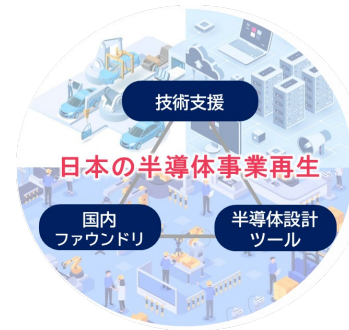 技術支援
日本の半導体事業再生
国内
ファウンドリ
半導体設計
ツール